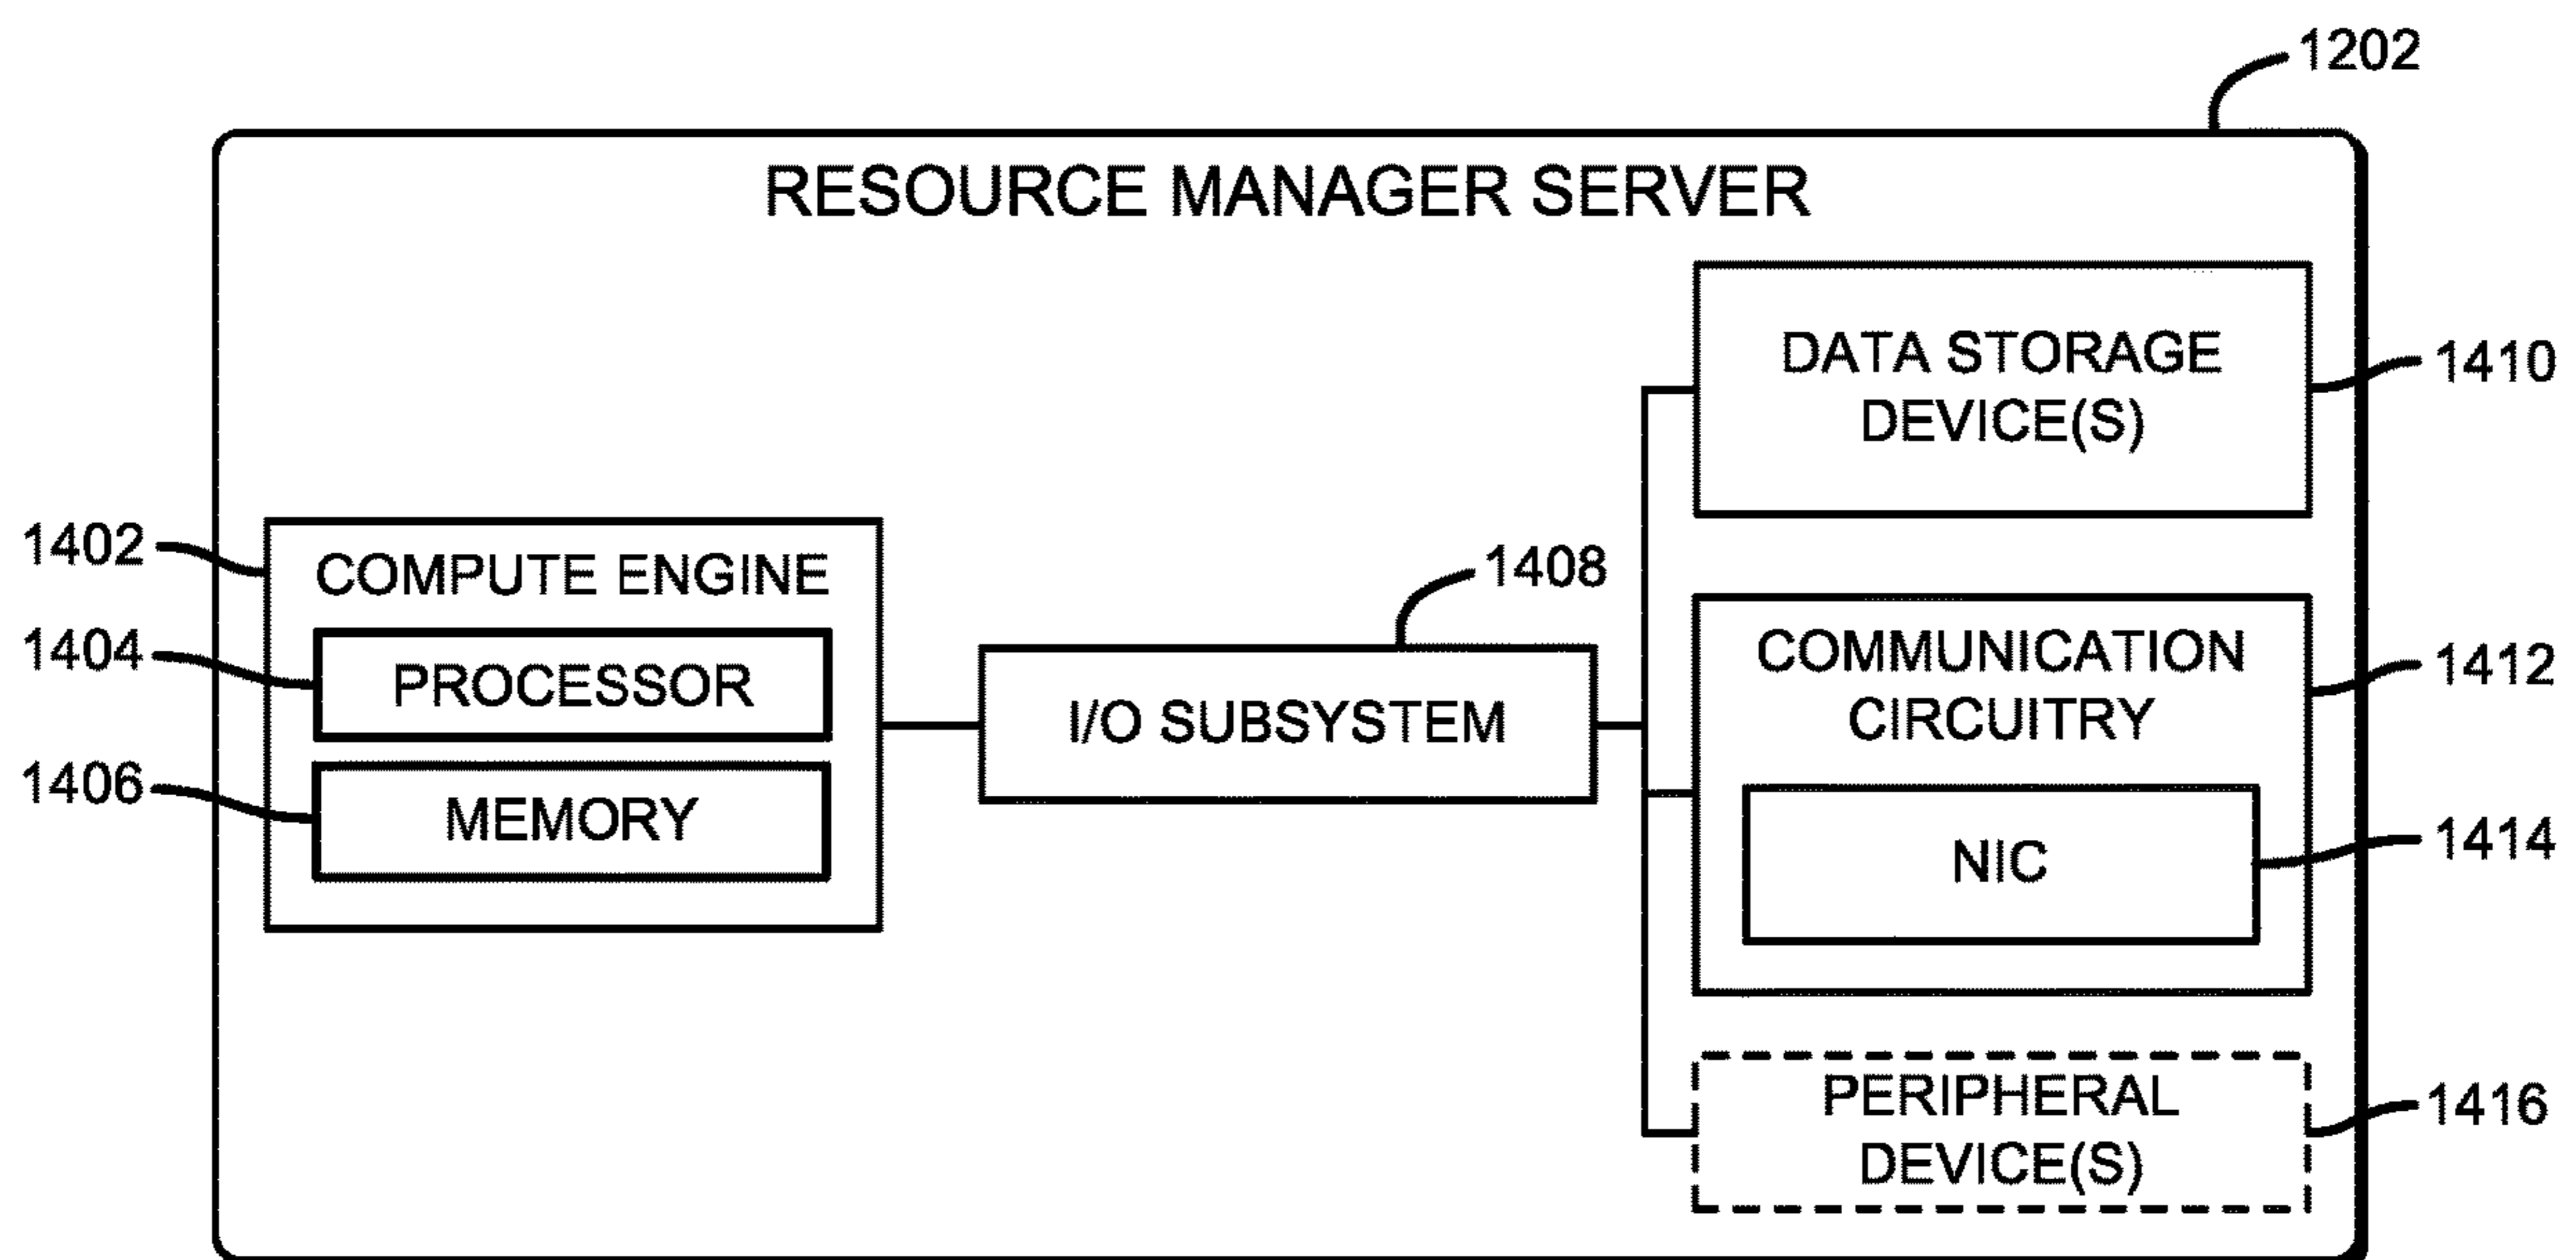 1202
RESOURCE MANAGER SERVER
DATA STORAGE
DEVICE(S)
1410
1402
COMPUTE ENGINE
1404
PROCESSOR
1406
MEMORY
1408
I/O SUBSYSTEM
COMMUNICATION
CIRCUITRY
1412
NIC
1414
PERIPHERAL
DEVICE(S)
1416